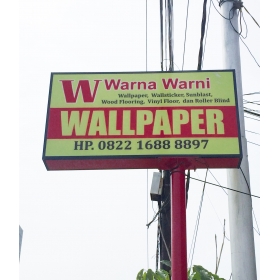 W Warna Warni
Wallpaper, Wallsticker, Sunblast,
Wood Flooring, Vinyl Floor, dan Roller Blind
WALLPAPER
HP. 0822 1688 8897